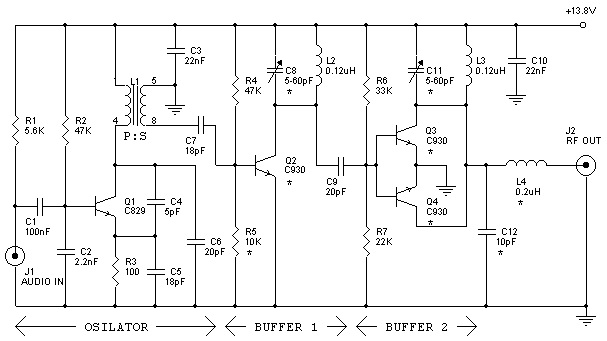 +13.8V
C3
22nF
L1
1
5
4
8
P:S
R1
5.6K
R2
47K
R4
47K
C8
5-60pF
*
L2
0.12uH
R6
33K
C11
5-60pF
*
L3
0.12uH
C10
22nF
C7
18pF
Q2
C930
*
Q3
C930
*
J2
RF OUT
C9
20pF
L4
0.2uH
*
C1
100nF
Q1
C829
C4
5pF
Q4
C930
*
C2
2.2nF
R3
100
C5
18pF
C6
20pF
R5
10K
*
R7
22K
C12
10pF
*
J1
AUDIO IN
OSILATOR
BUFFER 1
BUFFER 2